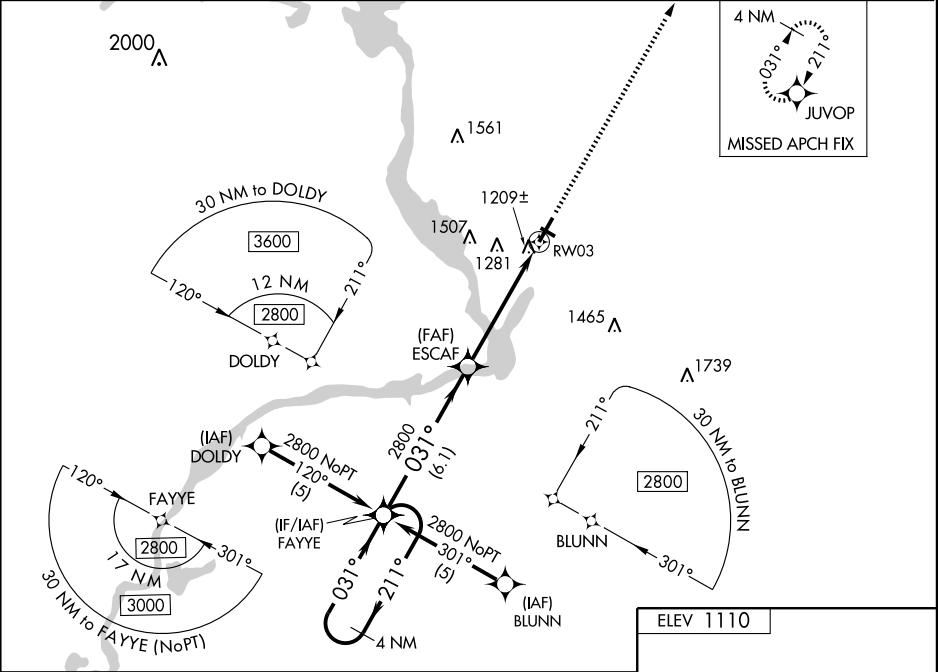 2000
4 NM
031°
211°
JUVOP
MISSED APCH FIX
1561
1209±
1507
1281
RW03
30 NM to DOLDY
3600
120°
12 NM
211°
2800
DOLDY
1465
(FAF)
ESCAF
1739
2800
031°
(6.1)
(IAF)
DOLDY
2800 NoPT
120°
(5)
211°
30 NM to BLUNN
2800
BLUNN
301°
120°
FAYYE
2800
301°
17 NM
3000
30 NM to FAYYE (NoPT)
(IF/IAF)
FAYYE
2800 NoPT
301°
(5)
(IAF)
BLUNN
031°
211°
4 NM
ELEV 1110